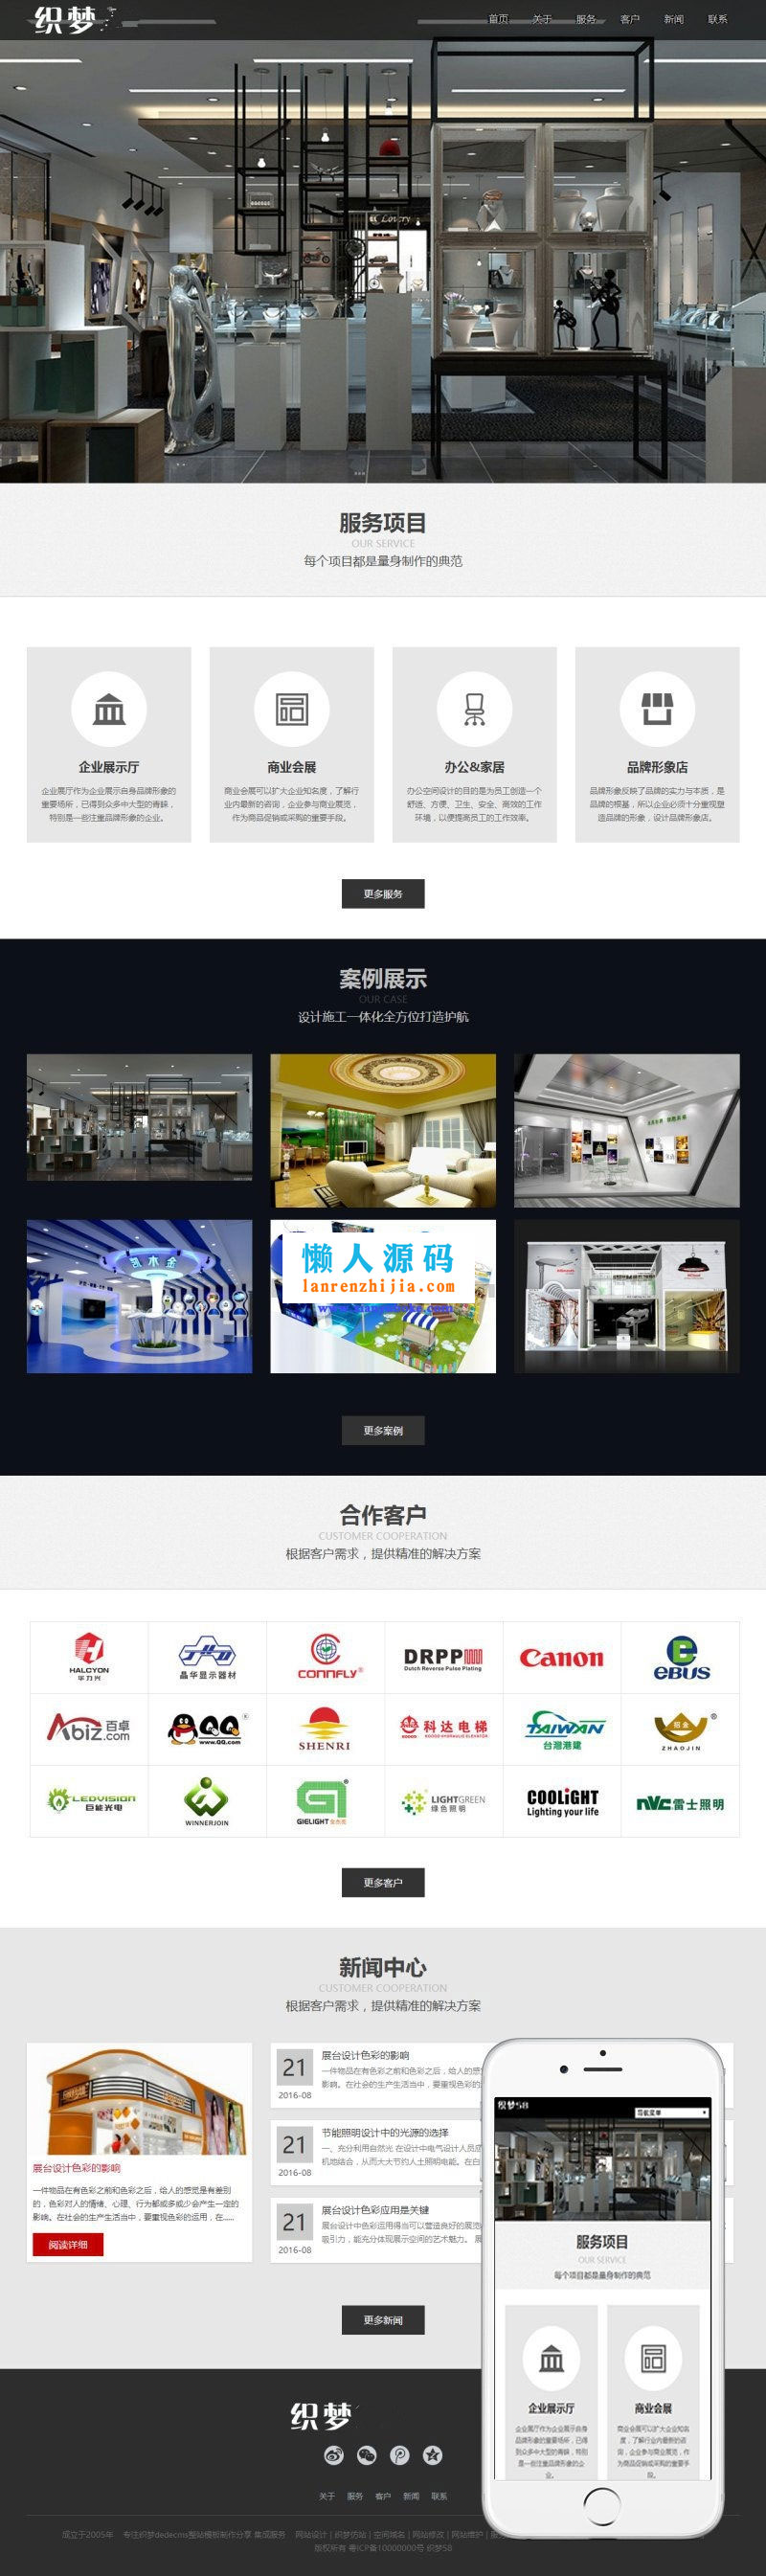 织梦
首页 关于 服务 客户 新闻 联系
Lovery
服务项目
OUR SERVICE
每个项目都是量身制作的典范
企业展示厅
企业展厅作为企业展示自身品牌形象的
重要场所，已得到众多中大型的青睐，
特别是一些注重品牌形象的企业。
商业会展
商业会展可以扩大企业知名度，了解行
业内最新的咨询，企业参与商业展览，
作为商品促销或采购的重要手段。
办公&家居
办公空间设计的目的是为员工创造一个
舒适、方便、卫生、安全、高效的工作
环境，以便提高员工的工作效率。
品牌形象店
品牌形象反映了品牌的实力与本质，是
品牌的根基，所以企业必须十分重视塑
造品牌的形象，设计品牌形象店。
更多服务
案例展示
OUR CASE
设计施工一体化全方位打造护航
懒人源码
lanrenzhijia.com
更多案例
合作客户
CUSTOMER COOPERATION
根据客户需求，提供精准的解决方案
HALCYON
华力兴
晶华显示器材
CONNFLY
DRPP
Dutch Reverse Pulse Plating
Canon
eBUS
Abiz 百卓 .com
QQ
www.QQ.com
SHENRI
科达电梯
TAIWAN
台湾港建
招金
ZHAOJIN
LEDVISION
巨能光电
WINNERJOIN
GIELIGHT
LIGHTGREEN
绿色照明
COOLiGHT
Lighting your life
nVC 雷士照明
更多客户
新闻中心
CUSTOMER COOPERATION
根据客户需求，提供精准的解决方案
展台设计色彩的影响
一件物品在有色彩之前和色彩之后，给人的感觉是有差别
的，色彩对人的情绪、心理、行为都或多或少会产生一定的
影响。在社会的生产生活当中，要重视色彩的运用，在......
阅读详细
21
2016-08
展台设计色彩的影响
一件物品在有色彩之前和色彩之后，给人的感
影响。在社会的生产生活当中，要重视色彩的
21
2016-08
节能照明设计中的光源的选择
一、充分利用自然光 在设计中电气设计人员应
机地结合，从而大大节约人工照明电能。在白
21
2016-08
展台设计色彩应用是关键
展台设计中色彩运用得当可以营造良好的展览
吸引力，能充分体现展示空间的艺术魅力。 展
更多新闻
织梦58
导航菜单
服务项目
OUR SERVICE
每个项目都是量身制作的典范
企业展示厅
企业展厅作为企业展示自身
品牌形象的重要场所，已得
到众多中大型的青睐，特别
是一些注重品牌形象的企
业。
商业会展
商业会展可以扩大企业知名
度，了解行业内最新的咨
询，企业参与商业展览，作
为商品促销或采购的重要手
段。
织梦
关于 服务 客户 新闻 联系
成立于2005年 专注织梦dedecms整站模板制作分享 集成服务 网站设计 | 织梦仿站 | 空间域名 | 网站修改 | 网站维护 |
版权所有 粤ICP备10000000号 织梦58